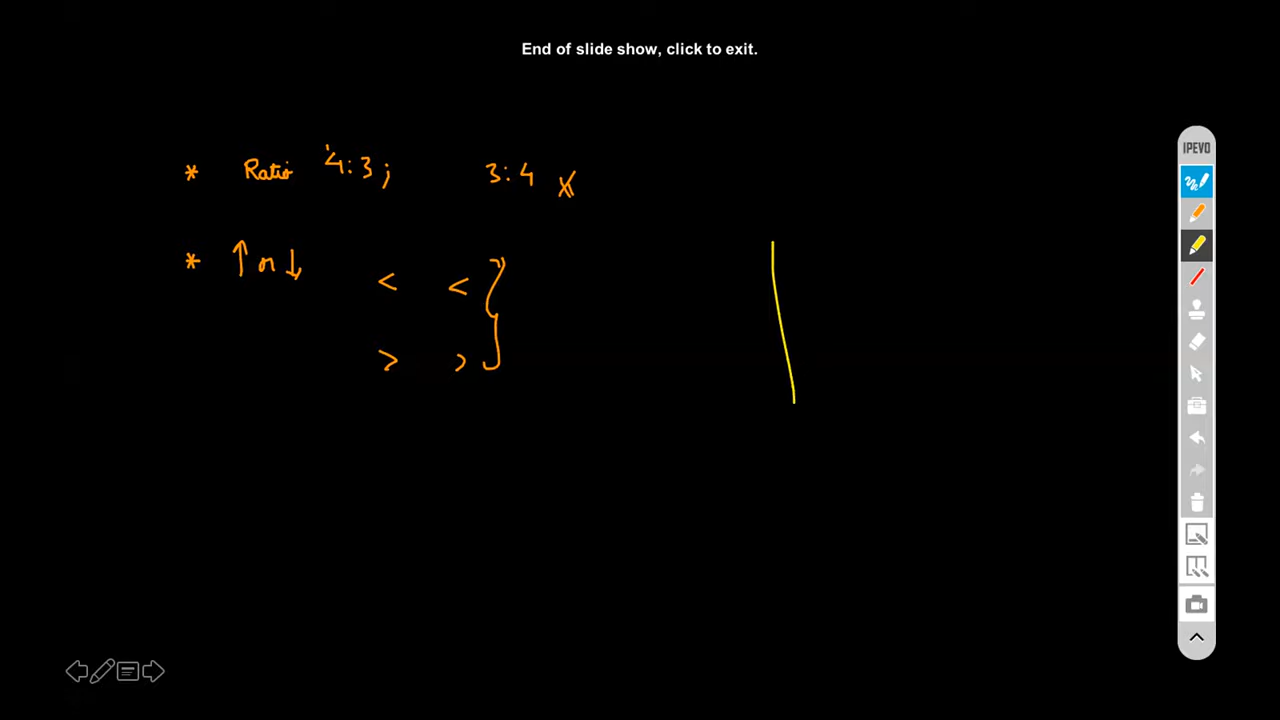 End of slide show, click to exit.
IPEVO
* Ratio 4:3; 3:4 x
* ↑ or ↓
< <
> >